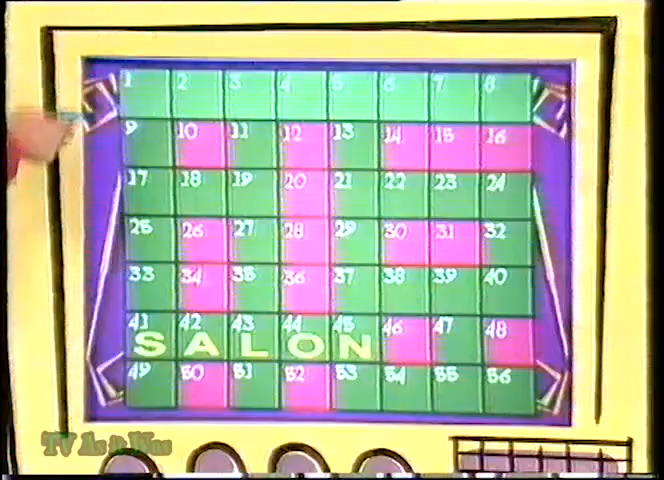 1 2 3 4 5 6 7 8
9 10 11 12 13 14 15 16
17 18 19 20 21 22 23 24
25 26 27 28 29 30 31 32
33 34 35 36 37 38 39 40
41 42 43 44 45 46 47 48
SALON
49 50 51 52 53 54 55 56
TV As it Was